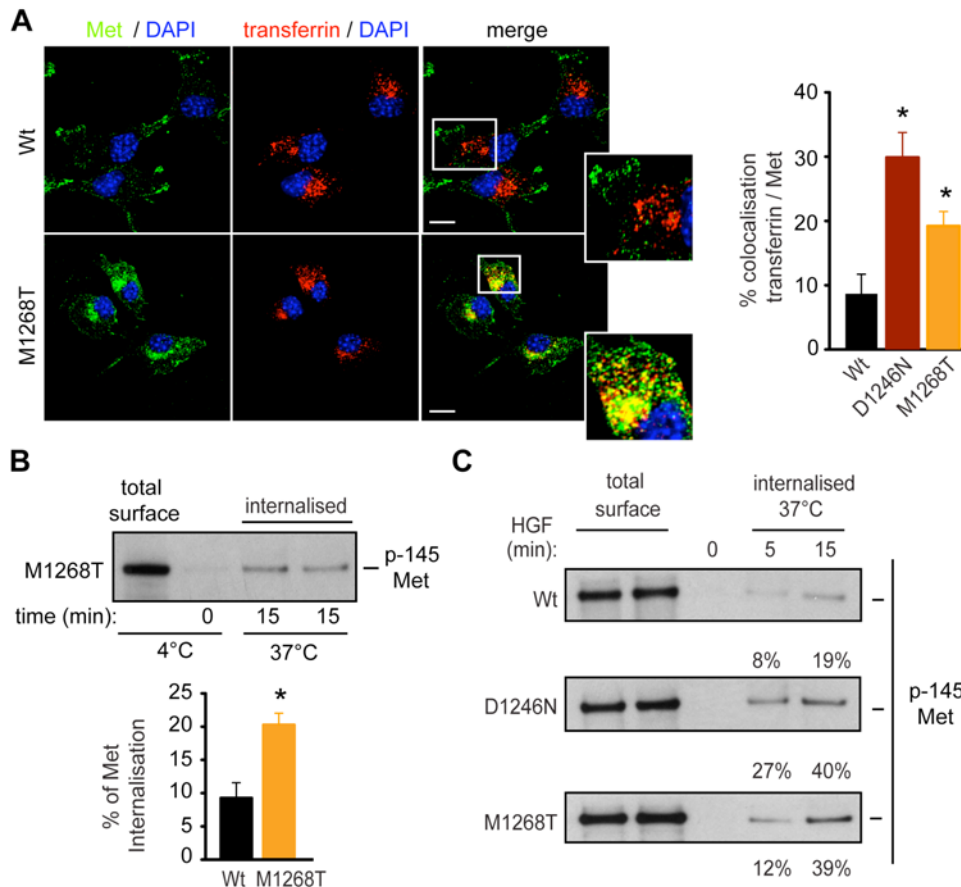 A
Met / DAPI
transferrin / DAPI
merge
Wt
M1268T
% colocalisation
transferrin / Met
40
30
20
10
0
*
*
Wt
D1246N
M1268T
B
total
surface
internalised
M1268T
p-145
Met
time (min):
0
15
15
4°C
37°C
% of Met
Internalisation
25
20
15
10
5
0
*
Wt
M1268T
C
total
surface
internalised
37°C
HGF
(min):
0
5
15
Wt
8%
19%
D1246N
27%
40%
M1268T
12%
39%
p-145
Met